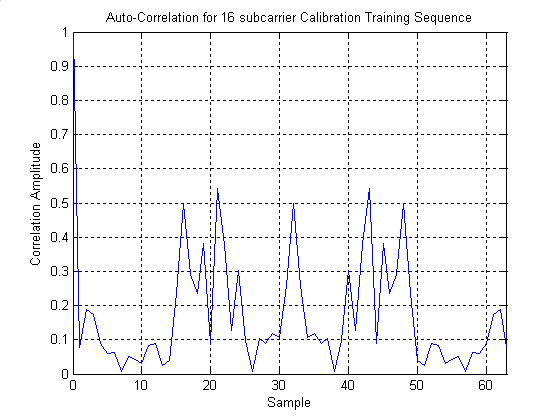 Auto-Correlation for 16 subcarrier Calibration Training Sequence
1
0.9
0.8
0.7
0.6
0.5
0.4
0.3
0.2
0.1
0
Correlation Amplitude
0 10 20 30 40 50 60
Sample